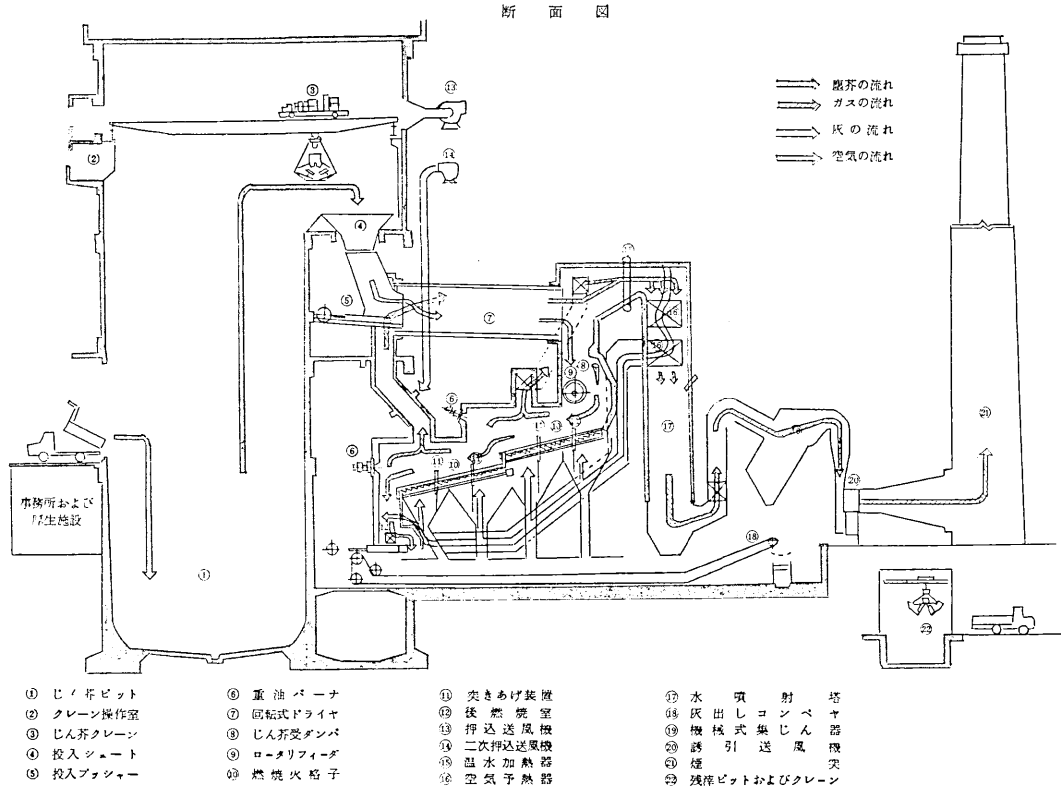 断面図
塵芥の流れ
ガスの流れ
灰の流れ
空気の流れ
事務所および
生施設
① じん芥ピット
② クレーン操作室
③ じん芥クレーン
④ 投入シュート
⑤ 投入プッシャー
⑥ 重油バーナ
⑦ 回転式ドライヤ
⑧ じん芥受ダンパ
⑨ ロータリフィーダ
⑩ 燃焼火格子
⑪ 突きあげ装置
⑫ 後燃焼室
⑬ 押込送風機
⑭ 二次押込送風機
⑮ 温水加熱器
⑯ 空気予熱器
⑰ 水噴射塔
⑱ 灰出しコンベヤ
⑲ 機械式集じん器
⑳ 誘引送風機
㉑ 煙突
㉒ 残滓ピットおよびクレーン